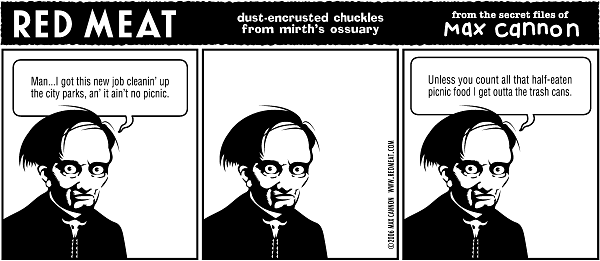 RED MEAT
dust-encrusted chuckles
from mirth's ossuary
from the secret files of
Max cannon
Man...I got this new job cleanin' up
the city parks, an' it ain't no picnic.
©2006 MAX CANNON WWW.REDMEAT.COM
Unless you count all that half-eaten
picnic food I get outta the trash cans.